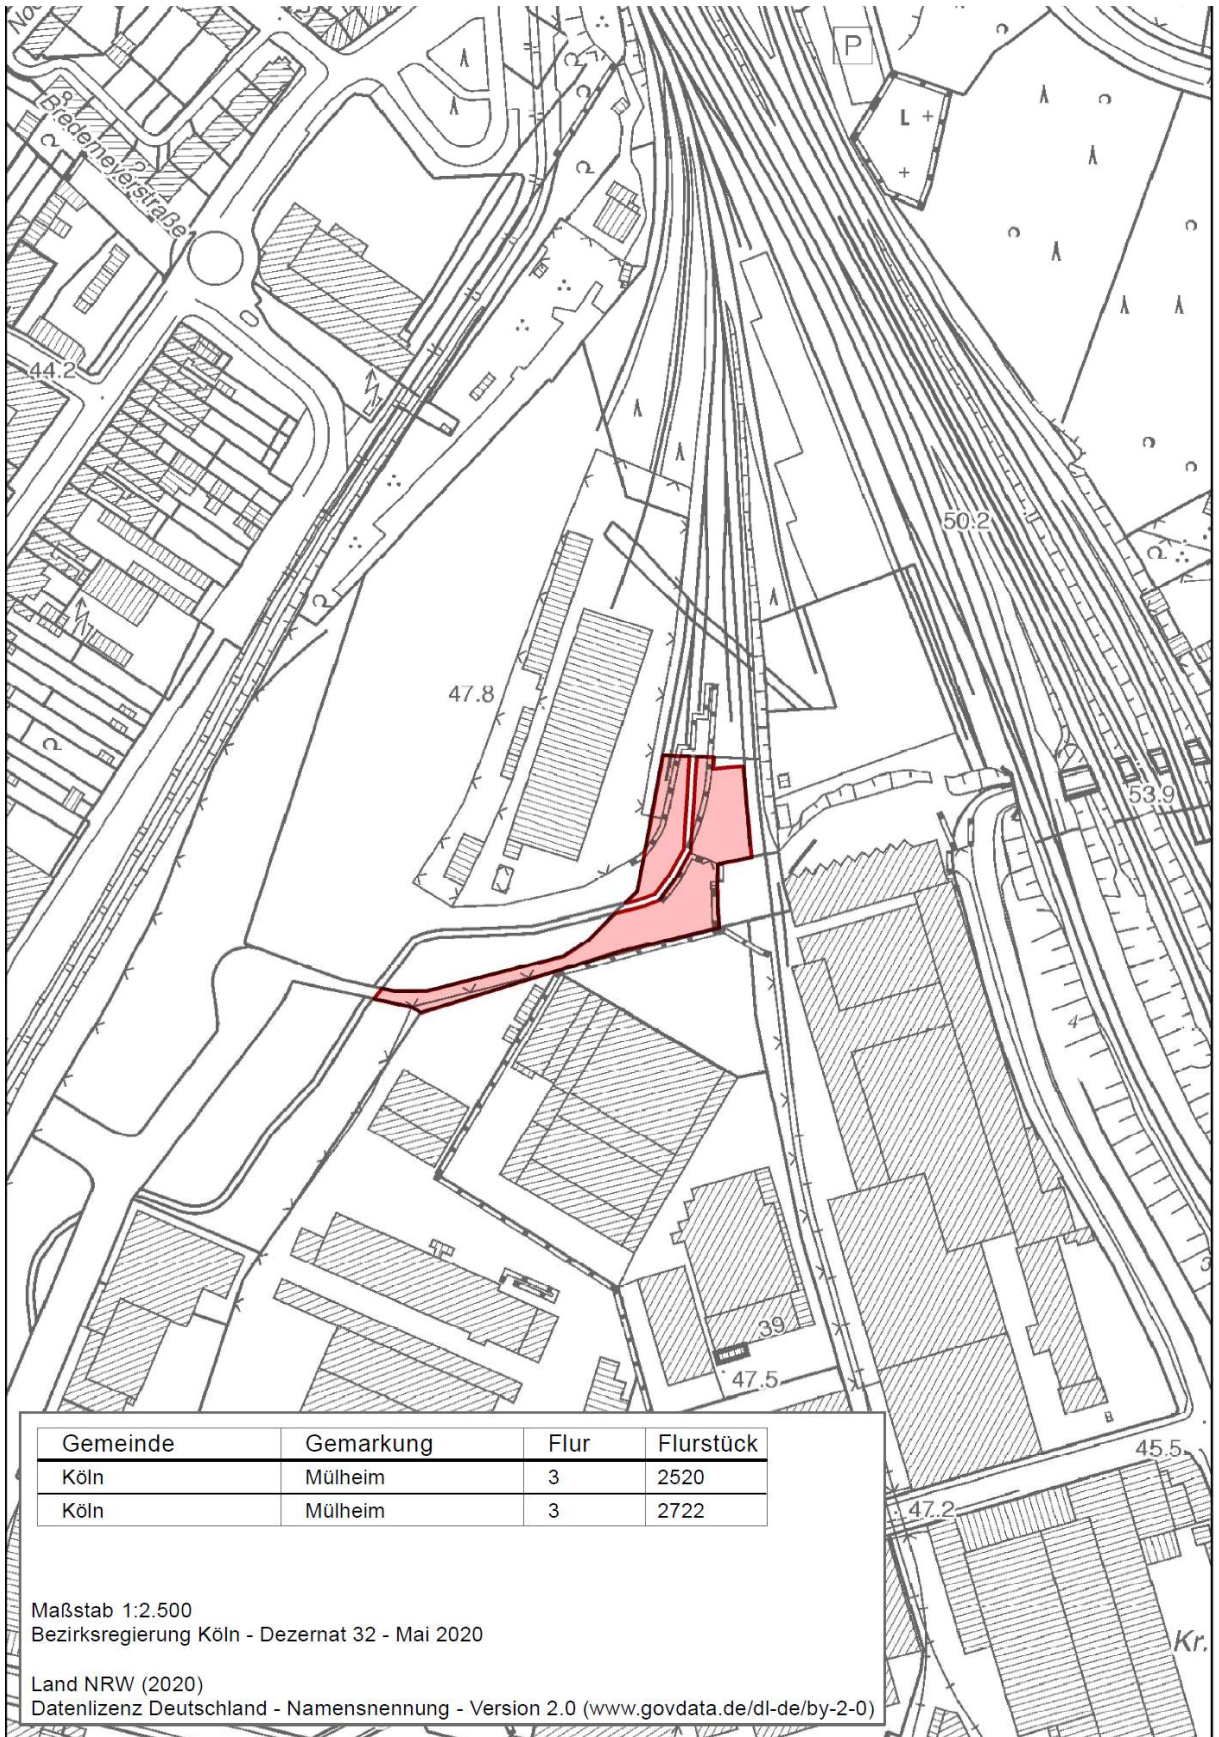 P
L
Bredemeyerstraße
44.2
50.2
47.8
53.9
4
39
47.5
Gemeinde Gemarkung Flur Flurstück
Köln Mülheim 3 2520
Köln Mülheim 3 2722
45.5
47.2
Maßstab 1:2.500
Bezirksregierung Köln - Dezernat 32 - Mai 2020
Kr.
Land NRW (2020)
Datenlizenz Deutschland - Namensnennung - Version 2.0 (www.govdata.de/dl-de/by-2-0)